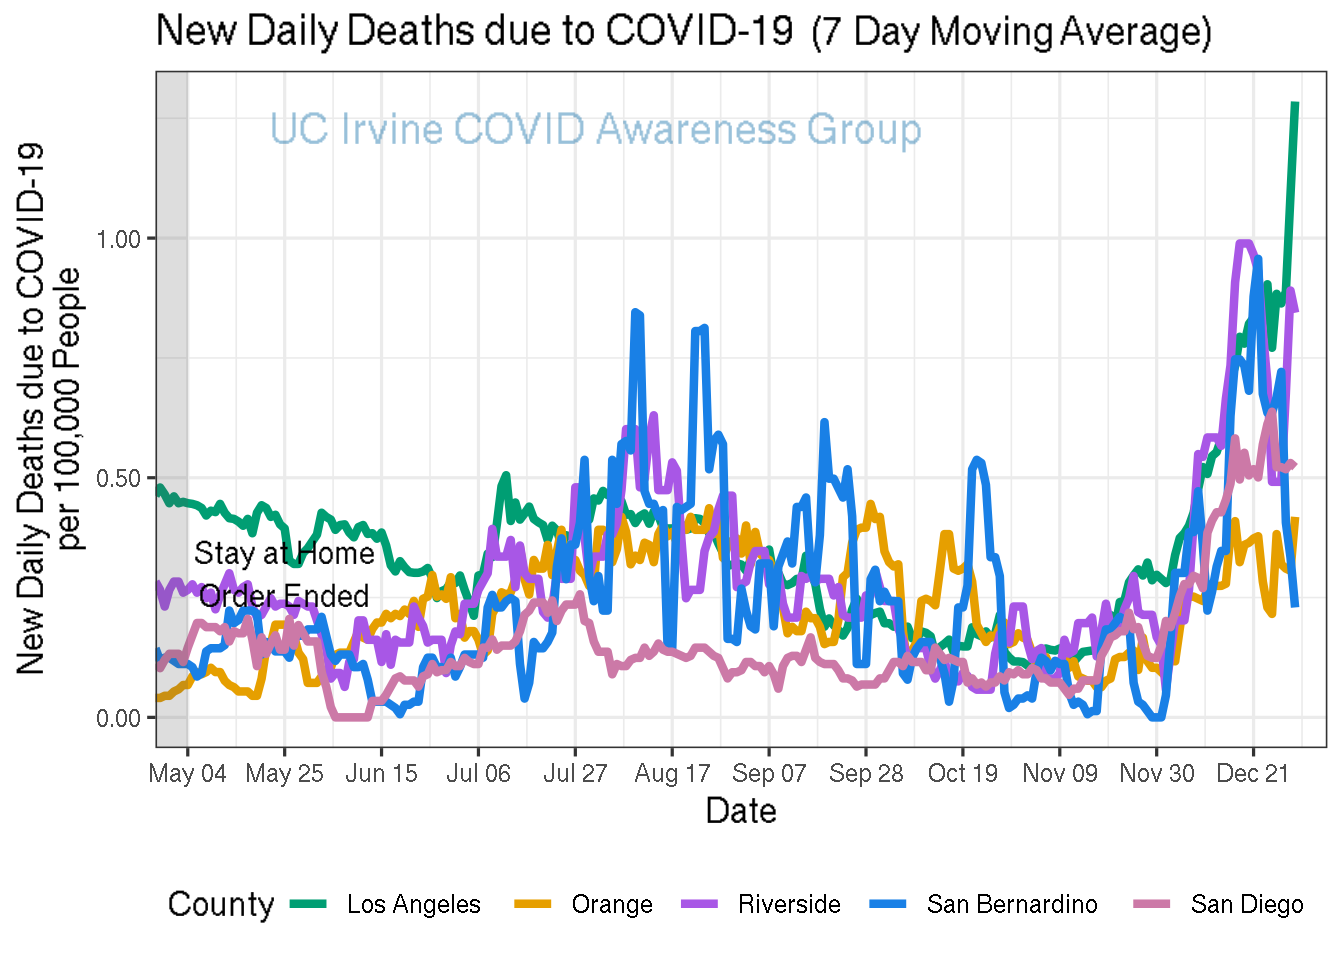 New Daily Deaths due to COVID-19 (7 Day Moving Average)
UC Irvine COVID Awareness Group
New Daily Deaths due to COVID-19
per 100,000 People
1.00
0.50
0.00
Stay at Home
Order Ended
May 04 May 25 Jun 15 Jul 06 Jul 27 Aug 17 Sep 07 Sep 28 Oct 19 Nov 09 Nov 30 Dec 21
Date
County Los Angeles Orange Riverside San Bernardino San Diego